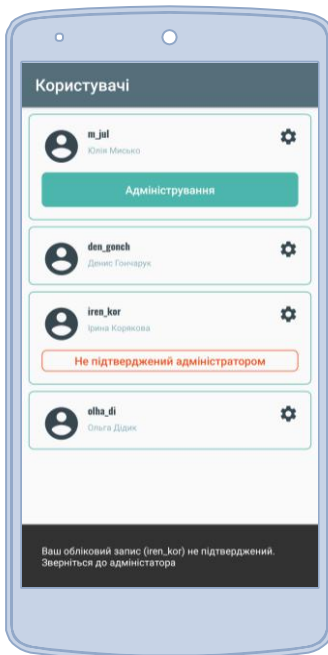 Користувачі
m_jul
Юлія Мисько
Адміністрування
den_gonch
Денис Гончарук
iren_kor
Ірина Корякова
Не підтверджений адміністратором
olha_di
Ольга Дідик
Ваш обліковий запис (iren_kor) не підтверджений.
Зверніться до адміністатора